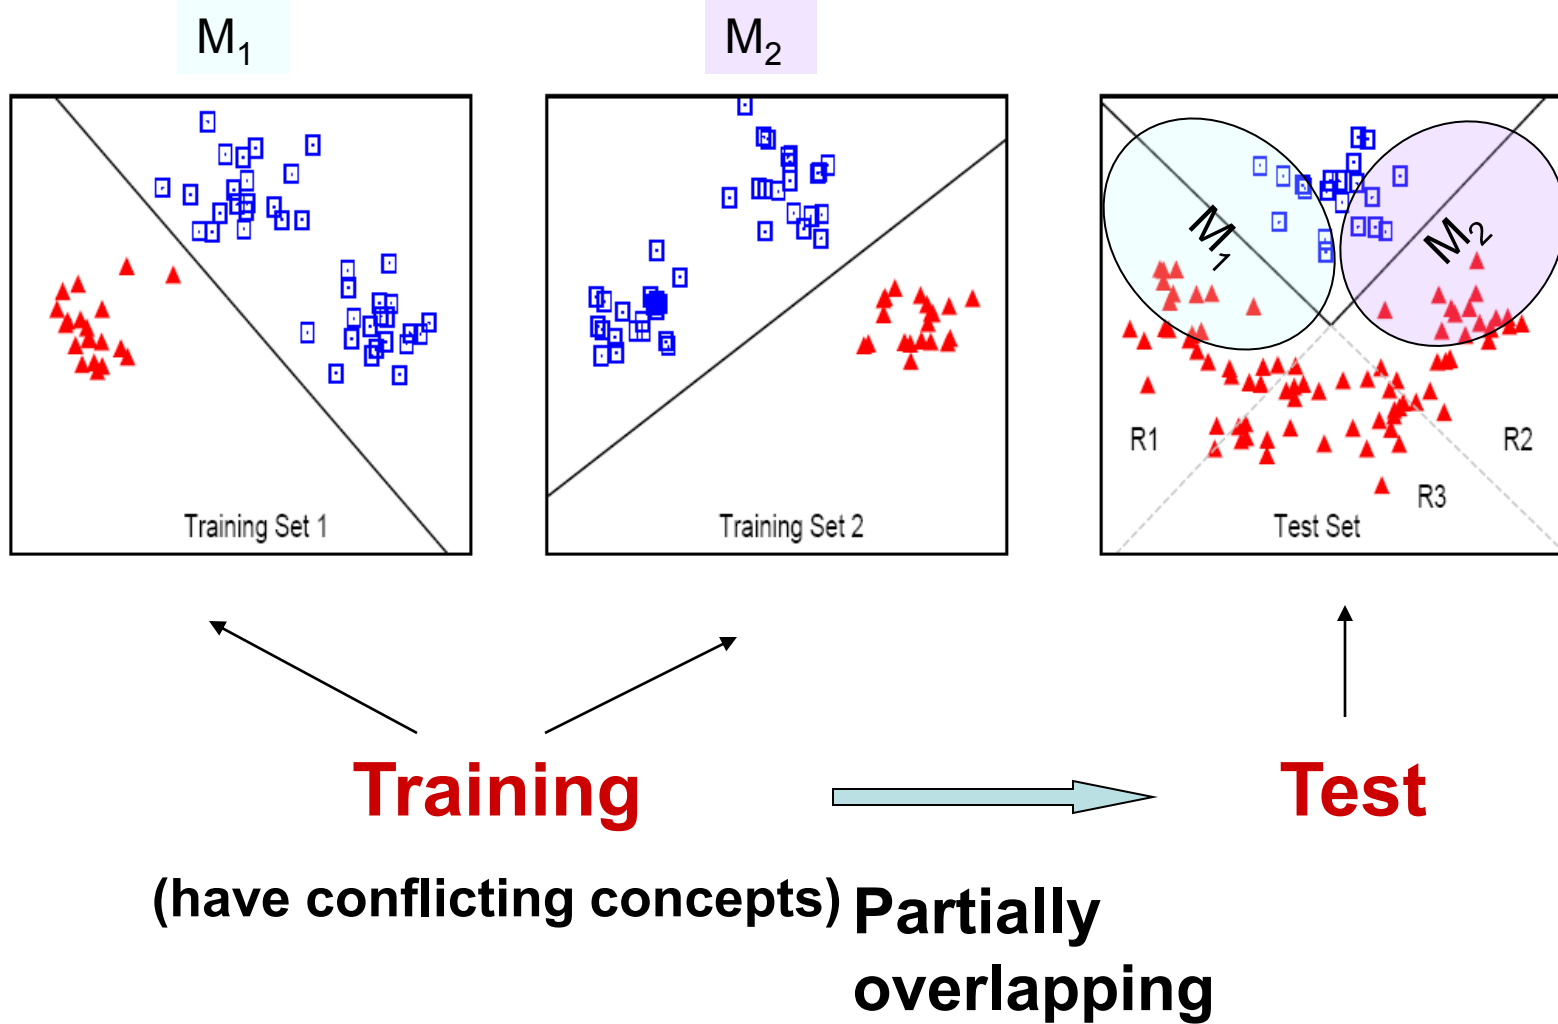 M1
M2
Training Set 1
Training Set 2
M1
M2
R1
R2
R3
Test Set
Training
Test
(have conflicting concepts)
Partially
overlapping